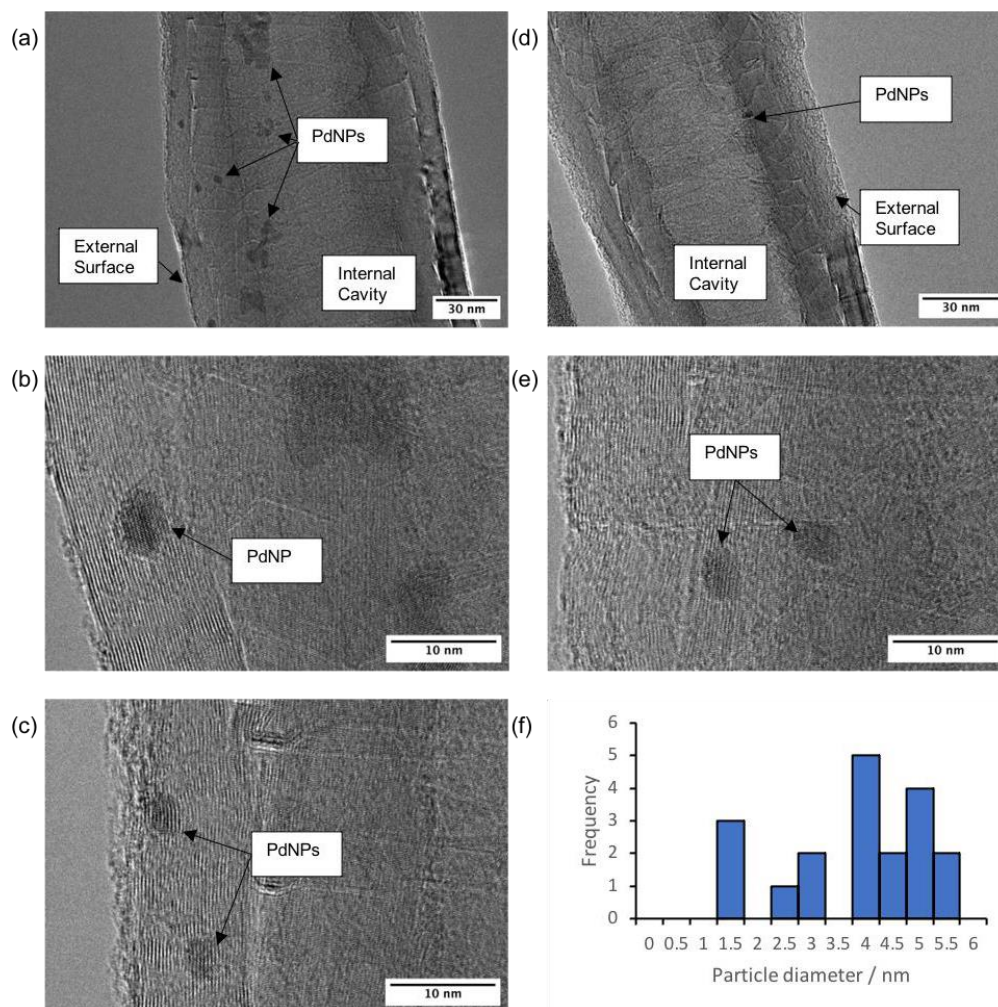 (a)
PdNPs
External
Surface
Internal
Cavity
30 nm
(d)
PdNPs
External
Surface
Internal
Cavity
30 nm
(b)
PdNP
10 nm
(e)
PdNPs
10 nm
(c)
PdNPs
10 nm
(f)
6
5
4
3
2
1
0
Frequency
0 0.5 1 1.5 2 2.5 3 3.5 4 4.5 5 5.5 6
Particle diameter / nm